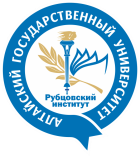 АЛТАЙСКИЙ ГОСУДАРСТВЕННЫЙ УНИВЕРСИТЕТ
Рубцовский
институт